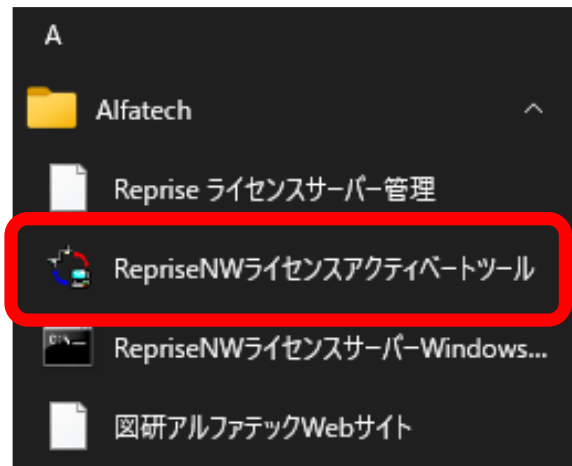 A
Alfatech
Reprise ライセンスサーバー管理
RepriseNWライセンスアクティベートツール
RepriseNWライセンスサーバーWindows...
図研アルファテックWebサイト